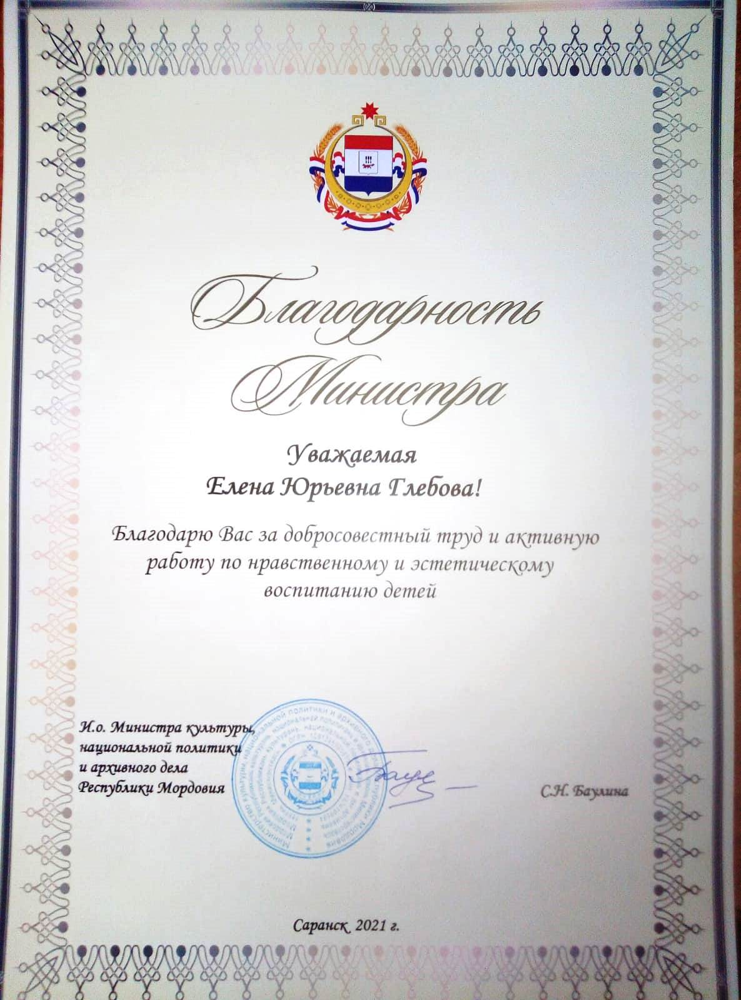 Благодарность
Министра
Уважаемая
Елена Юрьевна Глебова!
Благодарю Вас за добросовестный труд и активную
работу по нравственному и эстетическому
воспитанию детей
И.о. Министра культуры,
национальной политики
и архивного дела
Республики Мордовия
С.Н. Баулина
Саранск 2021 г.